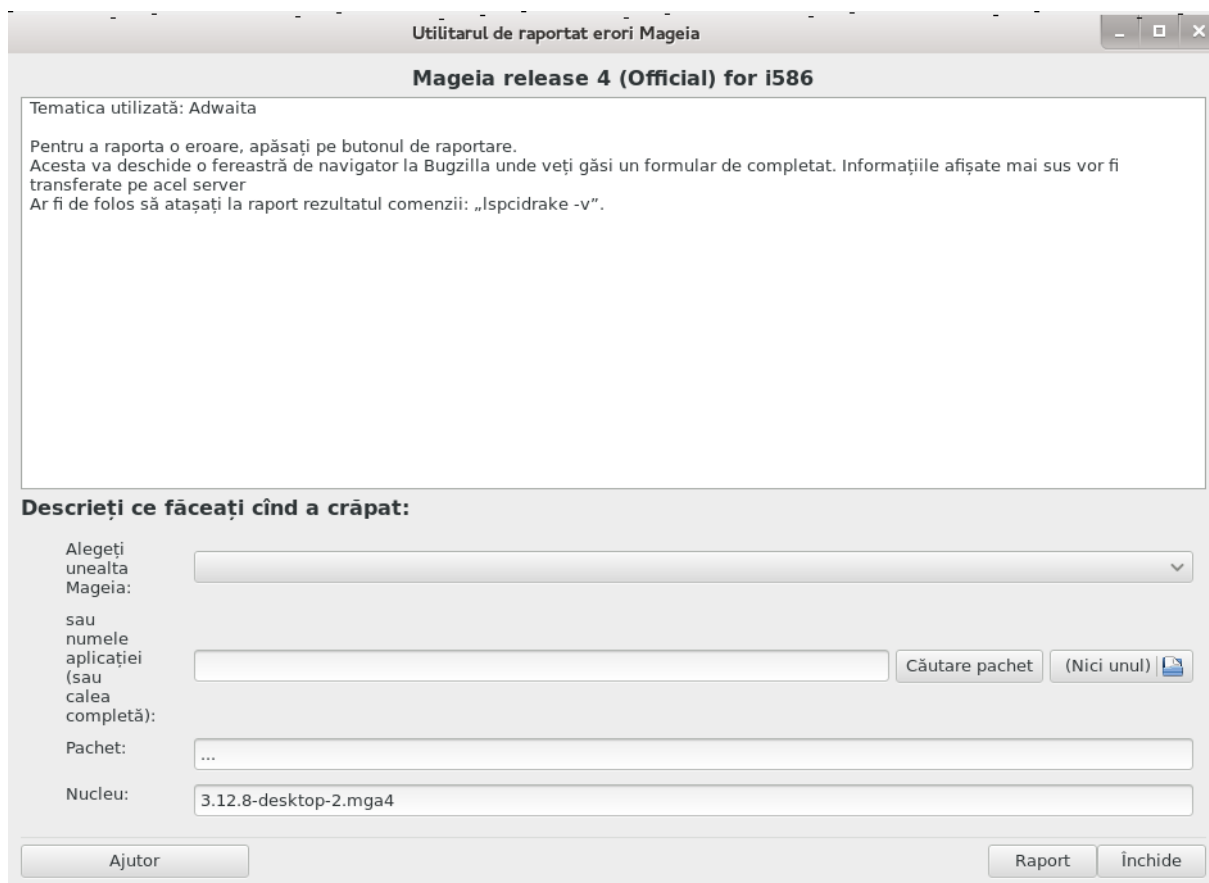 Utilitarul de raportat erori Mageia
Mageia release 4 (Official) for i586
Tematica utilizată: Adwaita
Pentru a raporta o eroare, apăsați pe butonul de raportare.
Acesta va deschide o fereastră de navigator la Bugzilla unde veți găsi un formular de completat. Informațiile afișate mai sus vor fi
transferate pe acel server
Ar fi de folos să atașați la raport rezultatul comenzii: „lspcidrake -v”.
Descrieți ce făceați cînd a crăpat:
Alegeți
unealta
Mageia:
sau
numele
aplicației
(sau
calea
completă):
Căutare pachet
(Nici unul)
Pachet:
...
Nucleu:
3.12.8-desktop-2.mga4
Ajutor
Raport
Închide